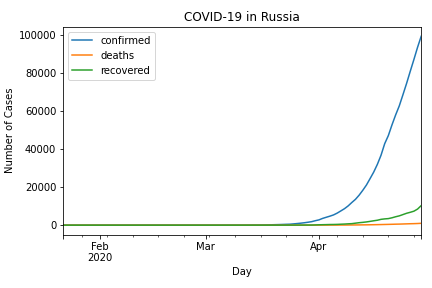 COVID-19 in Russia
confirmed
deaths
recovered
100000
80000
60000
40000
20000
0
Number of Cases
Feb
2020
Mar
Apr
Day